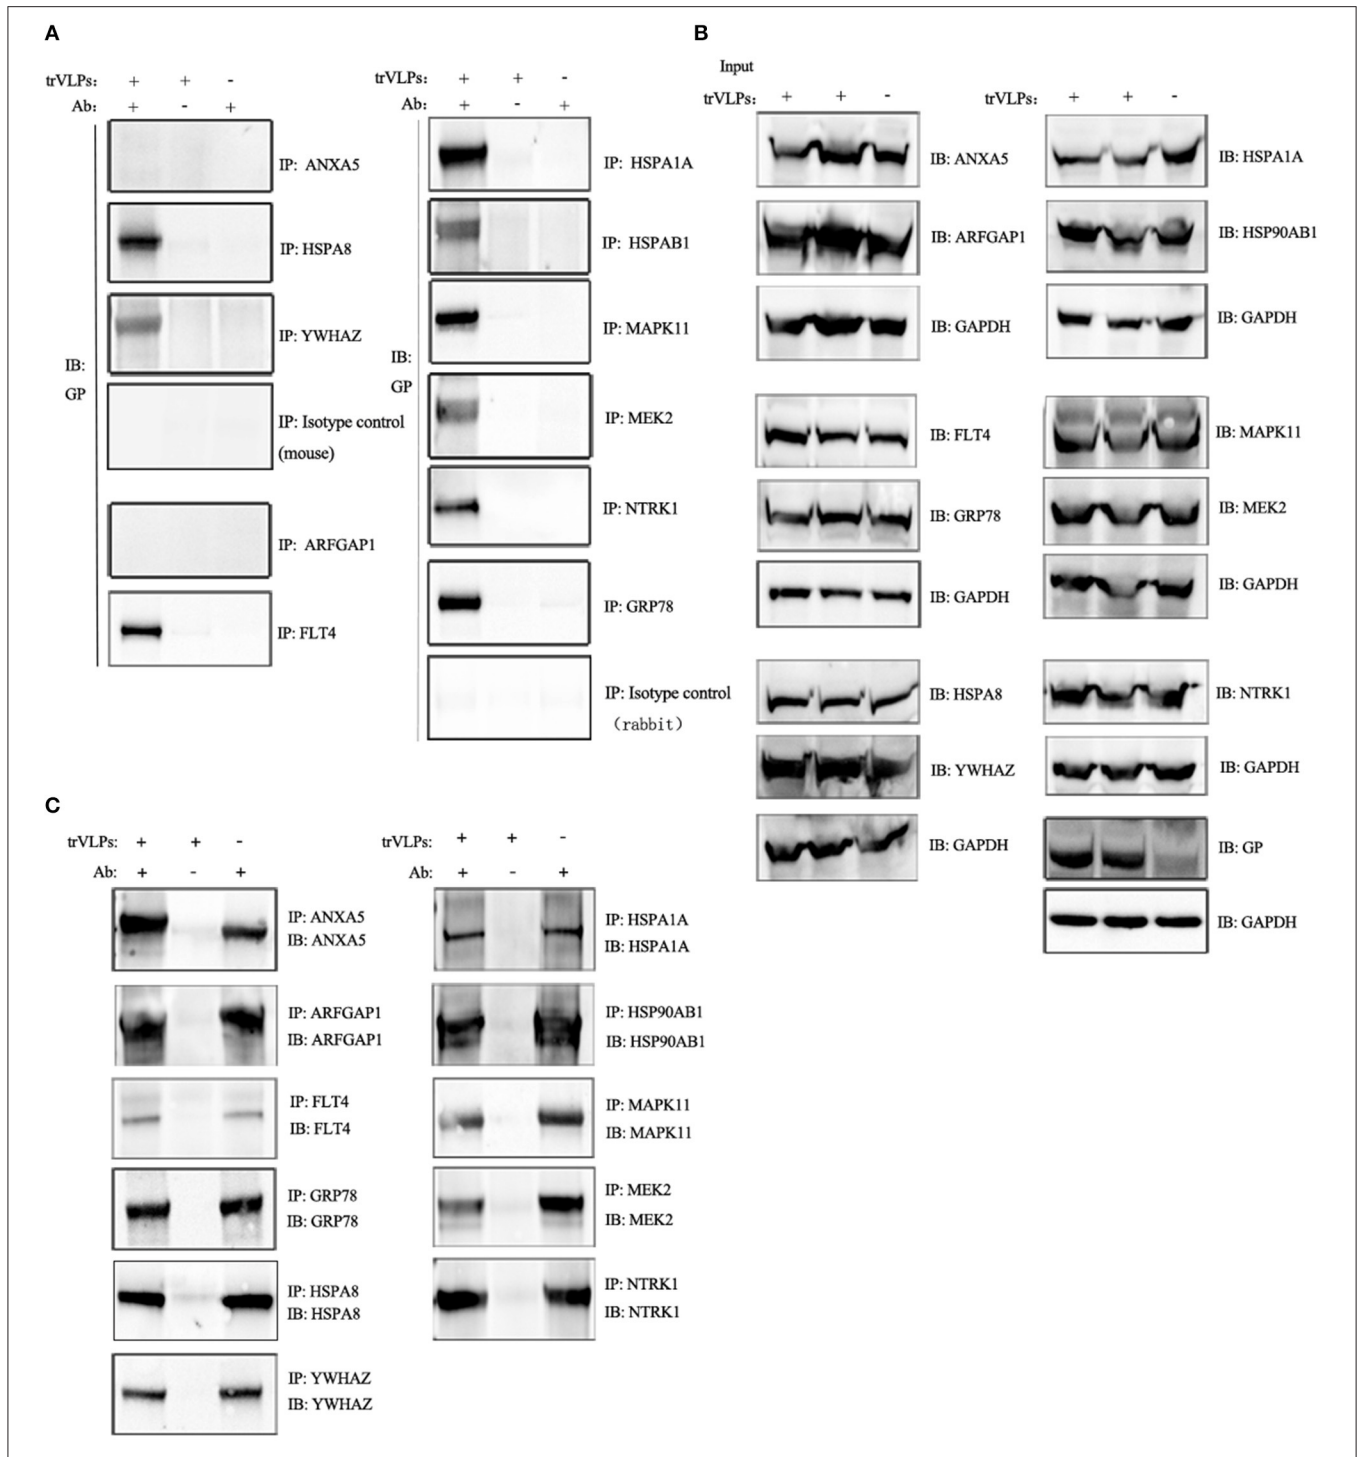 A
trVLPs: + + -
Ab: + - +
IB:
GP
IP: ANXA5
IP: HSPA8
IP: YWHAZ
IP: Isotype control
(mouse)
IP: ARFGAP1
IP: FLT4
trVLPs: + + -
Ab: + - +
IB:
GP
IP: HSPA1A
IP: HSPAB1
IP: MAPK11
IP: MEK2
IP: NTRK1
IP: GRP78
IP: Isotype control
(rabbit)
B
Input
trVLPs: + + -
IB: ANXA5
IB: ARFGAP1
IB: GAPDH
IB: FLT4
IB: GRP78
IB: GAPDH
IB: HSPA8
IB: YWHAZ
IB: GAPDH
trVLPs: + + -
IB: HSPA1A
IB: HSP90AB1
IB: GAPDH
IB: MAPK11
IB: MEK2
IB: GAPDH
IB: NTRK1
IB: GAPDH
IB: GP
IB: GAPDH
C
trVLPs: + + -
Ab: + - +
IP: ANXA5
IB: ANXA5
IP: ARFGAP1
IB: ARFGAP1
IP: FLT4
IB: FLT4
IP: GRP78
IB: GRP78
IP: HSPA8
IB: HSPA8
IP: YWHAZ
IB: YWHAZ
trVLPs: + + -
Ab: + - +
IP: HSPA1A
IB: HSPA1A
IP: HSP90AB1
IB: HSP90AB1
IP: MAPK11
IB: MAPK11
IP: MEK2
IB: MEK2
IP: NTRK1
IB: NTRK1